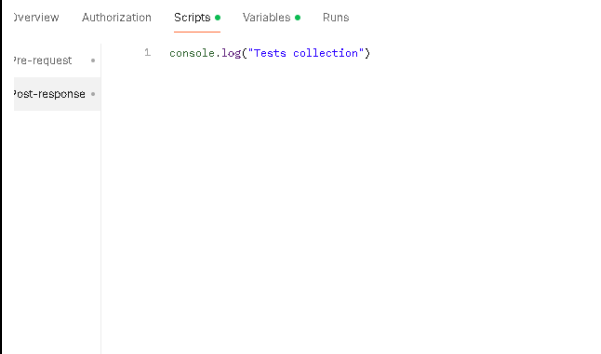 Overview Authorization Scripts Variables Runs
Pre-request
Post-response
1 console.log("Tests collection")